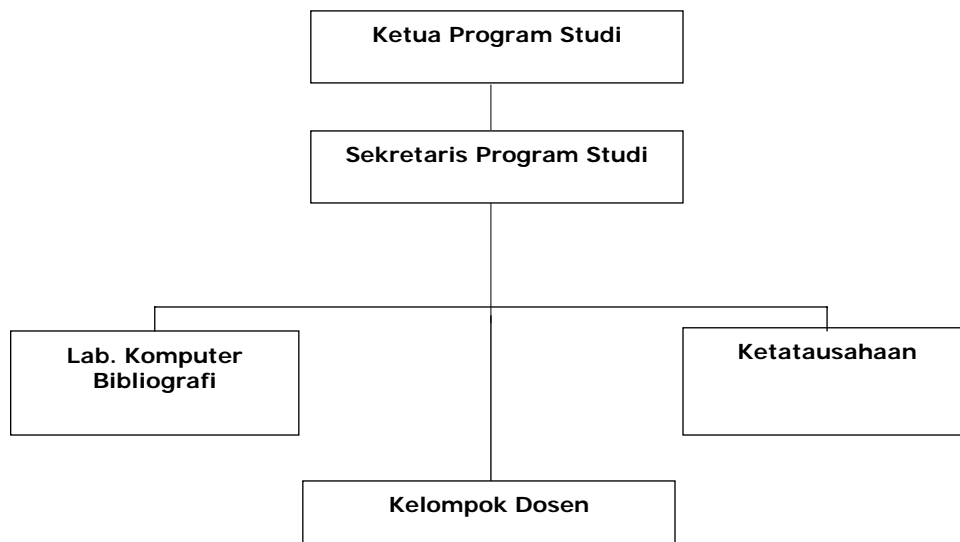 Ketua Program Studi
Sekretaris Program Studi
Lab. Komputer
Bibliografi
Ketatausahaan
Kelompok Dosen